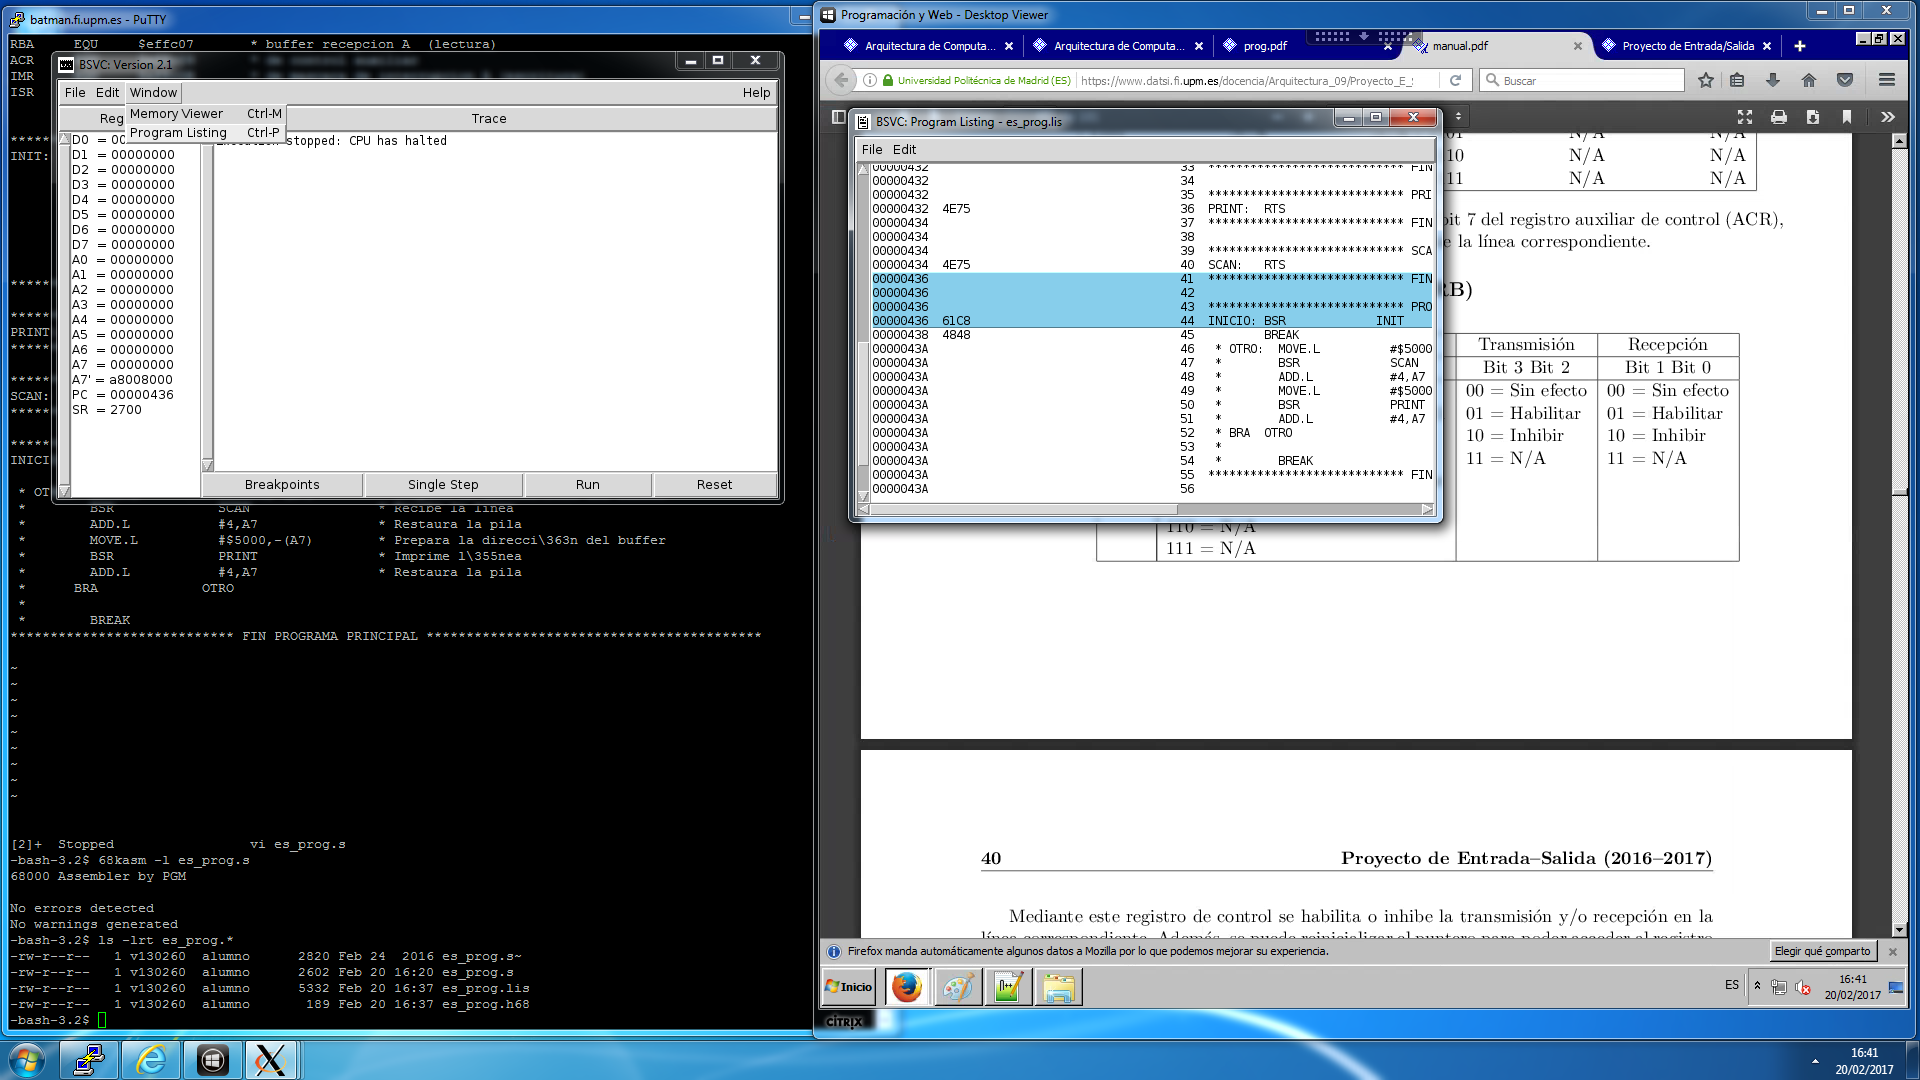 batman.fi.upm.es - PuTTY
RBA EQU $effc07 * buffer recepcion A (lectura)
ACR
IMR
ISR
INIT:
PRINT
SCAN:
INICI
* OT
* BSR SCAN * Recibe la linea
* ADD.L #4,A7 * Restaura la pila
* MOVE.L #$5000,-(A7) * Prepara la direcci\363n del buffer
* BSR PRINT * Imprime l\355nea
* ADD.L #4,A7 * Restaura la pila
* BRA OTRO
*
* BREAK
**************************** FIN PROGRAMA PRINCIPAL ******************************************
~
~
~
~
~
~
~
~
~
[2]+ Stopped vi es_prog.s
-bash-3.2$ 68kasm -l es_prog.s
68000 Assembler by PGM
No errors detected
No warnings generated
-bash-3.2$ ls -lrt es_prog.*
-rw-r--r-- 1 v130260 alumno 2820 Feb 24 2016 es_prog.s~
-rw-r--r-- 1 v130260 alumno 2602 Feb 20 16:20 es_prog.s
-rw-r--r-- 1 v130260 alumno 5332 Feb 20 16:37 es_prog.lis
-rw-r--r-- 1 v130260 alumno 189 Feb 20 16:37 es_prog.h68
-bash-3.2$
BSVC: Version 2.1
File Edit Window Help
Memory Viewer Ctrl-M
Program Listing Ctrl-P
Reg
Trace
stopped: CPU has halted
D0 = 00
D1 = 00000000
D2 = 00000000
D3 = 00000000
D4 = 00000000
D5 = 00000000
D6 = 00000000
D7 = 00000000
A0 = 00000000
A1 = 00000000
A2 = 00000000
A3 = 00000000
A4 = 00000000
A5 = 00000000
A6 = 00000000
A7 = 00000000
A7' = a8008000
PC = 00000436
SR = 2700
Breakpoints Single Step Run Reset
Programación y Web - Desktop Viewer
Arquitectura de Computa... Arquitectura de Computa... prog.pdf manual.pdf Proyecto de Entrada/Salida
Universidad Politécnica de Madrid (ES) https://www.datsi.fi.upm.es/docencia/Arquitectura_09/Proyecto_E_S
Buscar
BSVC: Program Listing - es_prog.lis
File Edit
00000432 33 **************************** FIN
00000432 34
00000432 35 **************************** PRI
00000432 4E75 36 PRINT: RTS
00000434 37 **************************** FIN
00000434 38
00000434 39 **************************** SCA
00000434 4E75 40 SCAN: RTS
00000436 41 **************************** FIN
00000436 42
00000436 43 **************************** PRO
00000436 61C8 44 INICIO: BSR INIT
00000438 4848 45 BREAK
0000043A 46 * OTRO: MOVE.L #$5000
0000043A 47 * BSR SCAN
0000043A 48 * ADD.L #4,A7
0000043A 49 * MOVE.L #$5000
0000043A 50 * BSR PRINT
0000043A 51 * ADD.L #4,A7
0000043A 52 * BRA OTRO
0000043A 53 *
0000043A 54 * BREAK
0000043A 55 **************************** FIN
0000043A 56
01 N/A N/A
10 N/A N/A
11 N/A N/A
bit 7 del registro auxiliar de control (ACR),
e la línea correspondiente.
RB)
Transmisión Recepción
Bit 3 Bit 2 Bit 1 Bit 0
00 = Sin efecto 00 = Sin efecto
01 = Habilitar 01 = Habilitar
10 = Inhibir 10 = Inhibir
11 = N/A 11 = N/A
110 = N/A
111 = N/A
40 Proyecto de Entrada–Salida (2016–2017)
Mediante este registro de control se habilita o inhibe la transmisión y/o recepción en la
línea correspondiente. Además, se puede reinicializar el puntero para poder acceder al registro
Firefox manda automáticamente algunos datos a Mozilla por lo que podemos mejorar su experiencia.
Elegir qué comparto
Inicio
ES
16:41
20/02/2017
CITRIX
16:41
20/02/2017